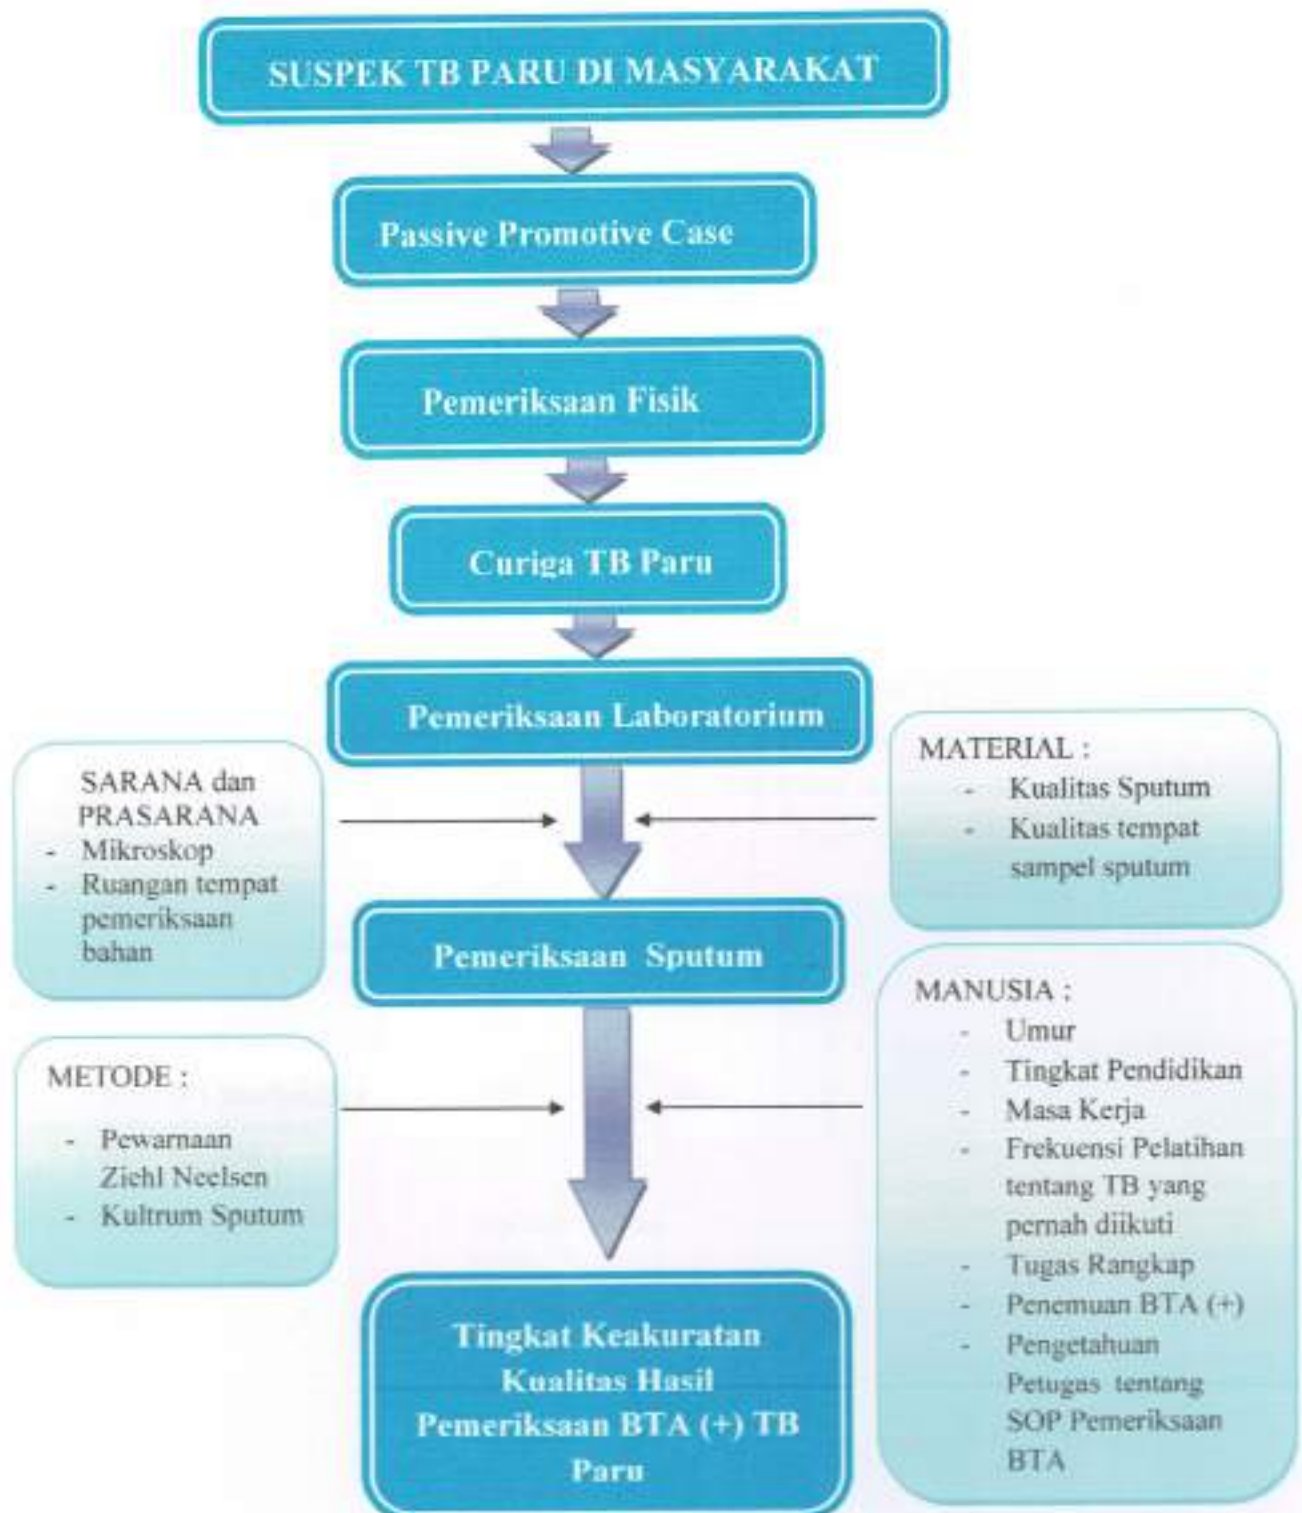 SUSPEK TB PARU DI MASYARAKAT
Passive Promotive Case
Pemeriksaan Fisik
Curiga TB Paru
Pemeriksaan Laboratorium
SARANA dan
PRASARANA
- Mikroskop
- Ruangan tempat
pemeriksaan
bahan
MATERIAL :
- Kualitas Sputum
- Kualitas tempat
sampel sputum
Pemeriksaan Sputum
METODE :
- Pewarnaan
Ziehl Neelsen
- Kultrum Sputum
MANUSIA :
- Umur
- Tingkat Pendidikan
- Masa Kerja
- Frekuensi Pelatihan
tentang TB yang
pernah diikuti
- Tugas Rangkap
- Penemuan BTA (+)
- Pengetahuan
Petugas tentang
SOP Pemeriksaan
BTA
Tingkat Keakuratan
Kualitas Hasil
Pemeriksaan BTA (+) TB
Paru